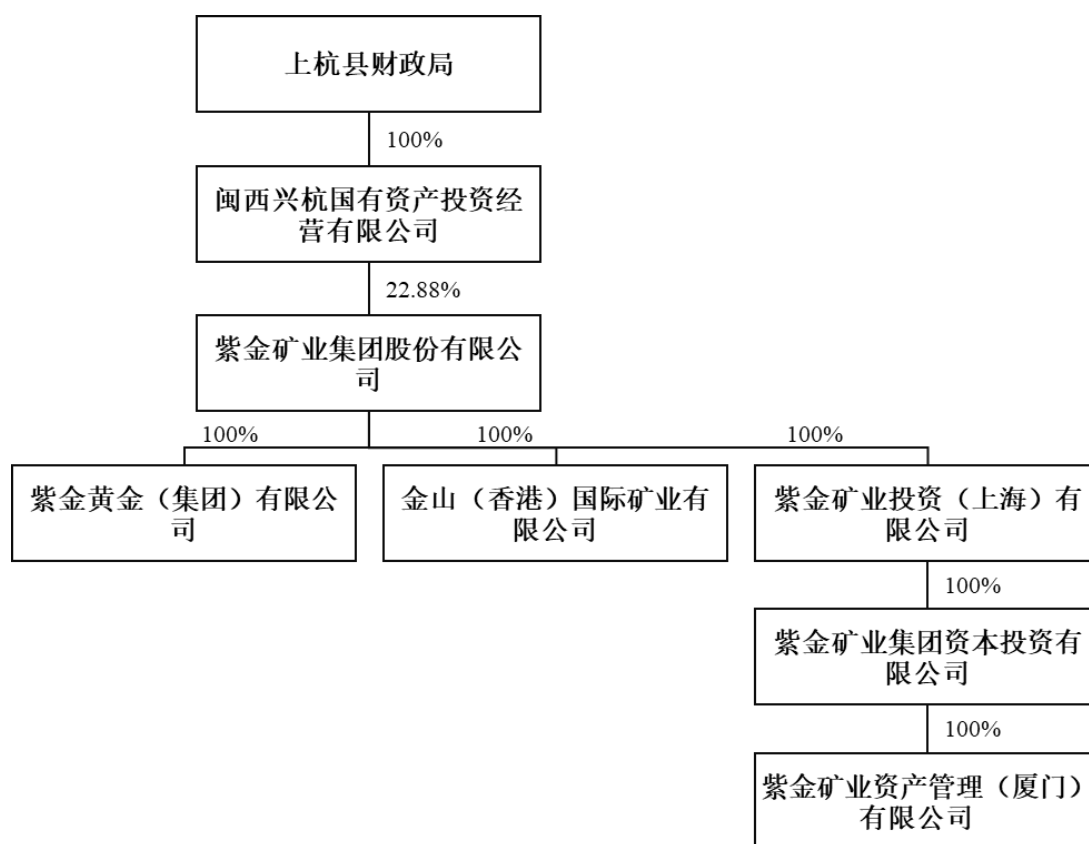 上杭县财政局
100%
闽西兴杭国有资产投资经
营有限公司
22.88%
紫金矿业集团股份有限公
司
100%
100%
100%
紫金黄金（集团）有限公
司
金山（香港）国际矿业有
限公司
紫金矿业投资（上海）有
限公司
100%
紫金矿业集团资本投资有
限公司
100%
紫金矿业资产管理（厦门）
有限公司